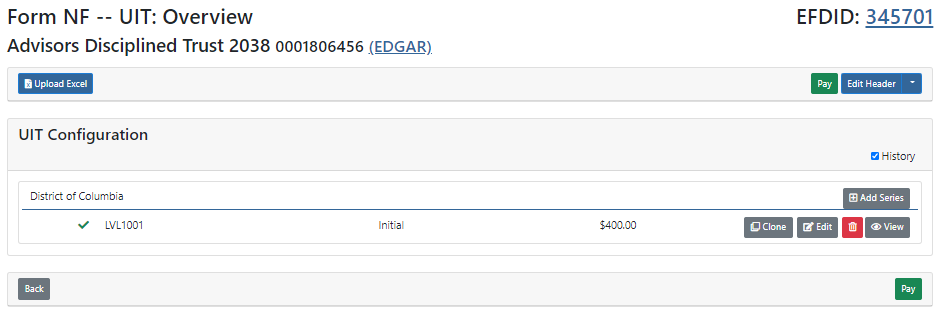 Form NF -- UIT: Overview EFDID: 345701
Advisors Disciplined Trust 2038 0001806456 (EDGAR)
Upload Excel Pay Edit Header
UIT Configuration
History
District of Columbia Add Series
LVL1001 Initial $400.00 Clone Edit View
Back Pay